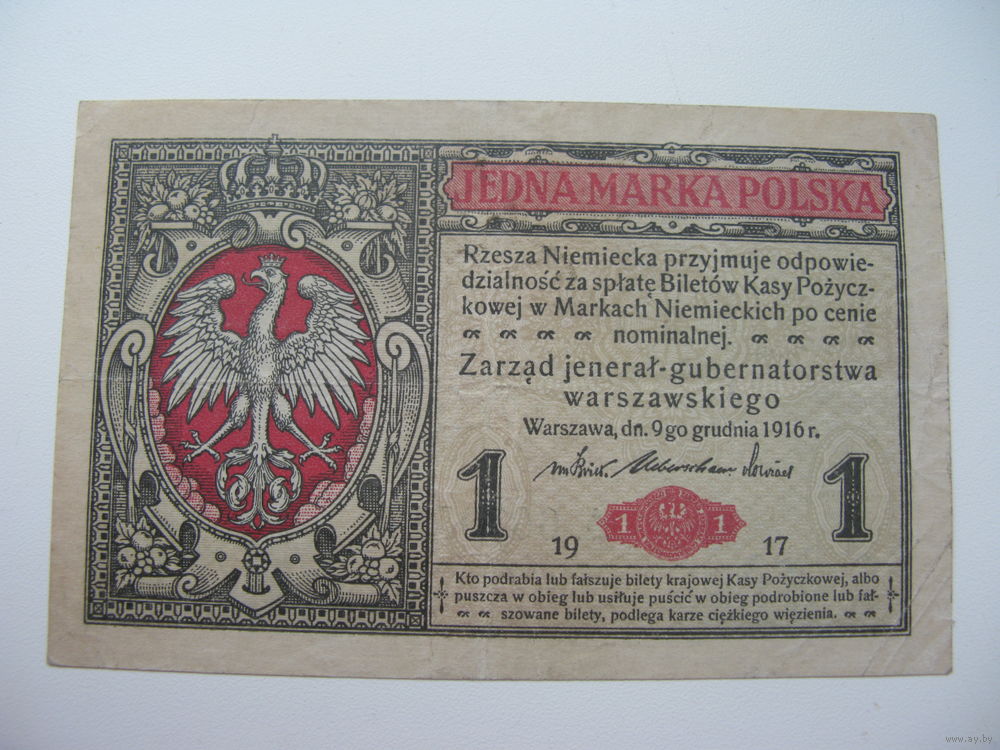 JEDNA MARKA POLSKA
Rzesza Niemiecka przyjmuje odpowie-
dzialność za spłatę Biletów Kasy Pożycz-
kowej w Markach Niemieckich po cenie
nominalnej.
Zarząd jenerał-gubernatorstwa
warszawskiego
Warszawa, dn. 9go grudnia 1916 r.
1 1
1 1
19 17
Kto podrabia lub fałszuje bilety krajowej Kasy Pożyczkowej, albo
puszcza w obieg lub usiłuje puścić w obieg podrobione lub fał-
szowane bilety, podlega karze ciężkiego więzienia.
www.ay.by